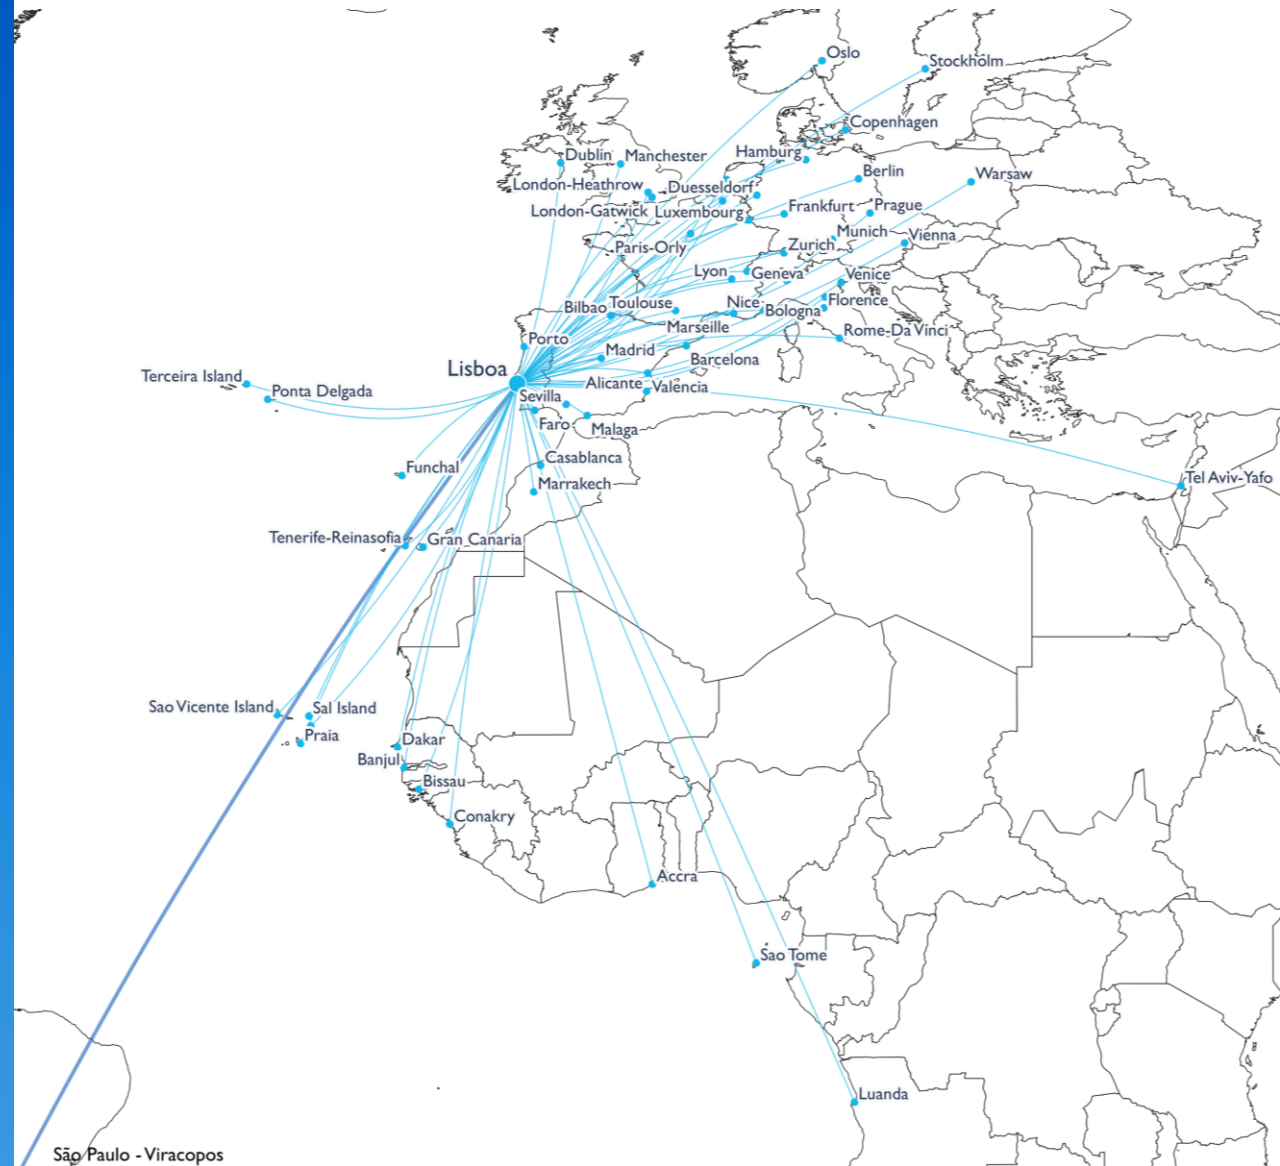 Oslo
Stockholm
Copenhagen
Dublin
Manchester
Hamburg
Berlin
Warsaw
London-Heathrow
Duesseldorf
London-Gatwick
Luxembourg
Frankfurt
Prague
Paris-Orly
Zurich
Munich
Vienna
Lyon
Geneva
Venice
Bilbao
Toulouse
Nice
Bologna
Florence
Marseille
Rome-Da Vinci
Porto
Madrid
Barcelona
Lisboa
Terceira Island
Ponta Delgada
Alicante
Valencia
Sevilla
Faro
Malaga
Funchal
Casablanca
Marrakech
Tel Aviv-Yafo
Tenerife-Reinasofia
Gran Canaria
Sao Vicente Island
Sal Island
Praia
Dakar
Banjul
Bissau
Conakry
Accra
Sao Tome
Luanda
São Paulo - Viracopos